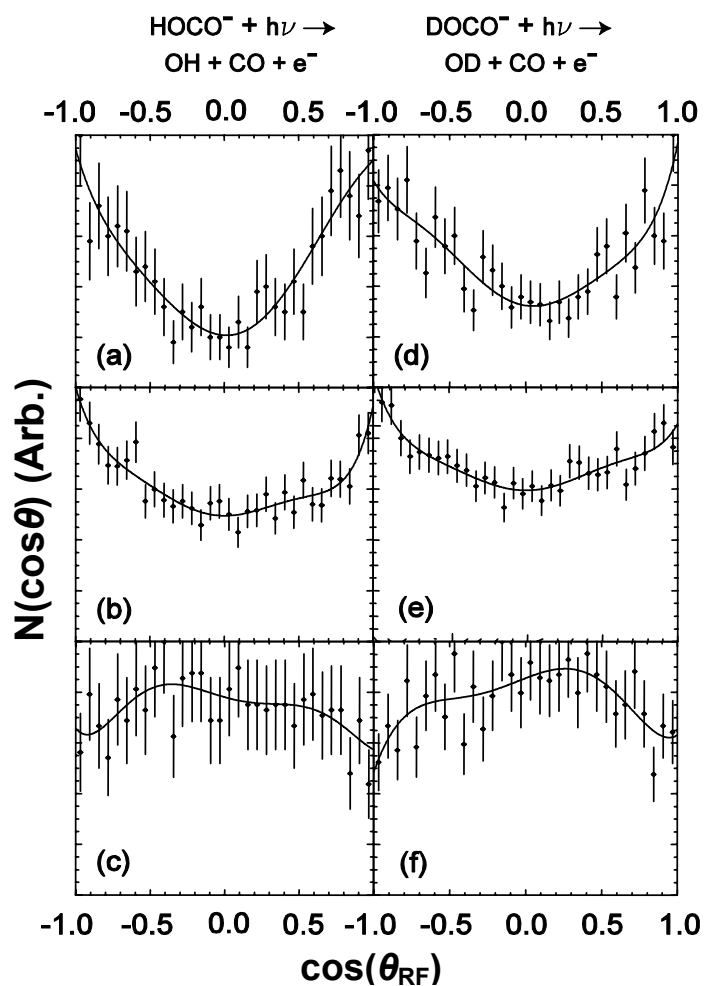 HOCO⁻ + hν → DOCO⁻ + hν →
OH + CO + e⁻ OD + CO + e⁻
-1.0 -0.5 0.0 0.5 -1.0 -0.5 0.0 0.5 1.0
(a) (d)
(b) (e)
(c) (f)
N(cosθ) (Arb.)
-1.0 -0.5 0.0 0.5 -1.0 -0.5 0.0 0.5 1.0
cos(θRF)